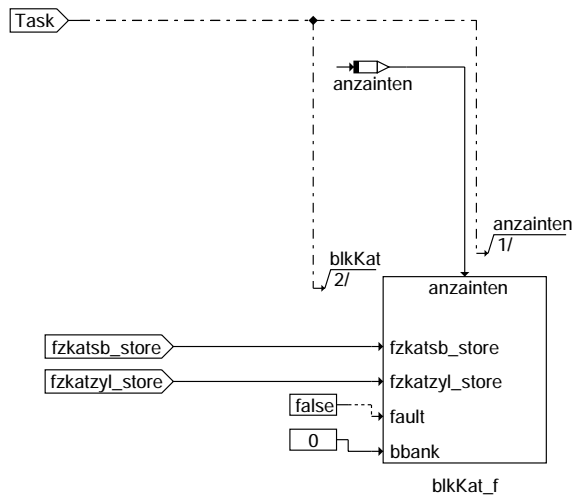 Task
anzainten
anzainten
1/
blkKat
2/
anzainten
fzkatsb_store
fzkatsb_store
fzkatzyl_store
fzkatzyl_store
false
fault
0
bbank
blkKat_f